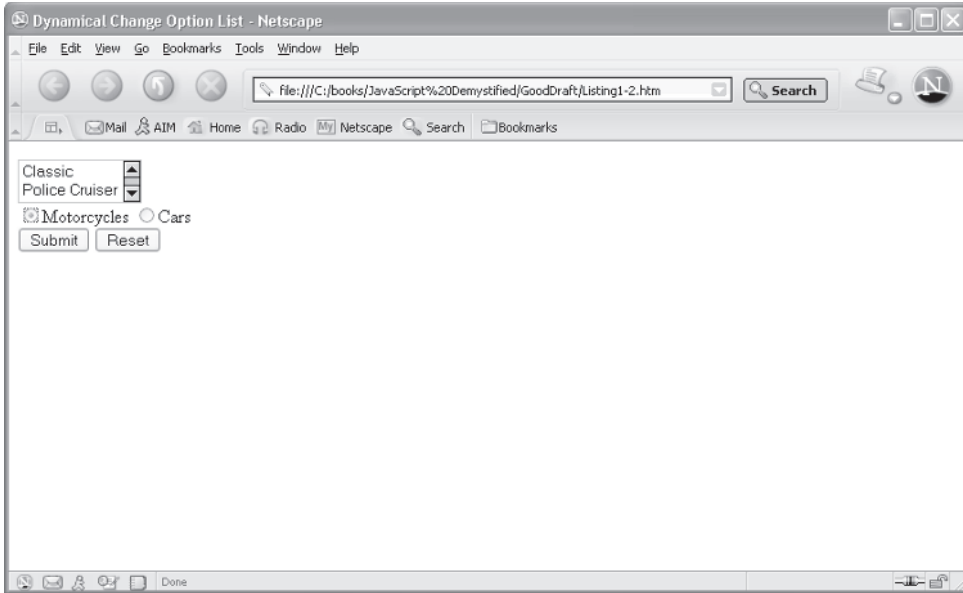 Dynamical Change Option List - Netscape
File Edit View Go Bookmarks Tools Window Help
file:///C:/books/JavaScript%20Demystified/GoodDraft/Listing1-2.htm Search N
Mail AIM Home Radio My Netscape Search Bookmarks
Classic
Police Cruiser
Motorcycles Cars
Submit Reset
Done